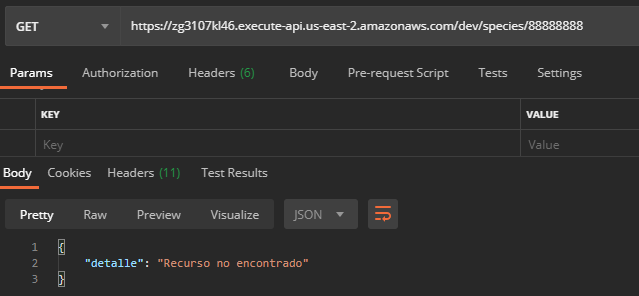 GET https://zg3107kl46.execute-api.us-east-2.amazonaws.com/dev/species/88888888
Params Authorization Headers (6) Body Pre-request Script Tests Settings
KEY VALUE
Key Value
Body Cookies Headers (11) Test Results
Pretty Raw Preview Visualize JSON
1 {
2 "detalle": "Recurso no encontrado"
3 }